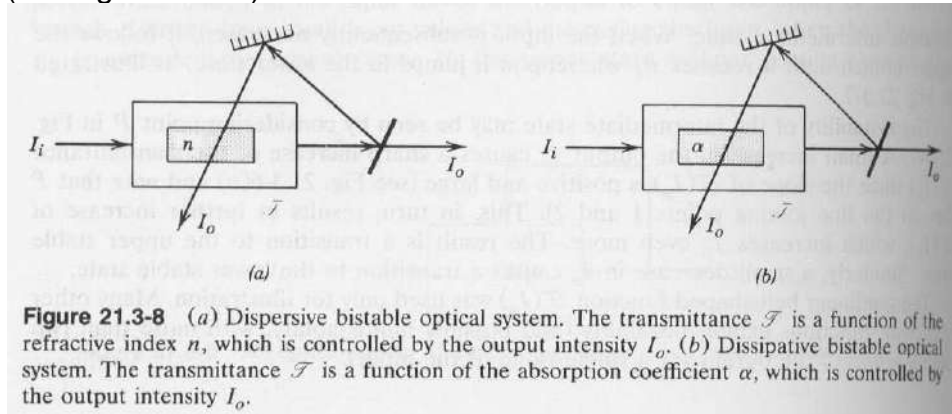 I_i
n
𝒯
I_o
I_o
(a)
I_i
α
𝒯
I_o
I_o
(b)
Figure 21.3-8 (a) Dispersive bistable optical system. The transmittance 𝒯 is a function of the
refractive index n, which is controlled by the output intensity I_o. (b) Dissipative bistable optical
system. The transmittance 𝒯 is a function of the absorption coefficient α, which is controlled by
the output intensity I_o.